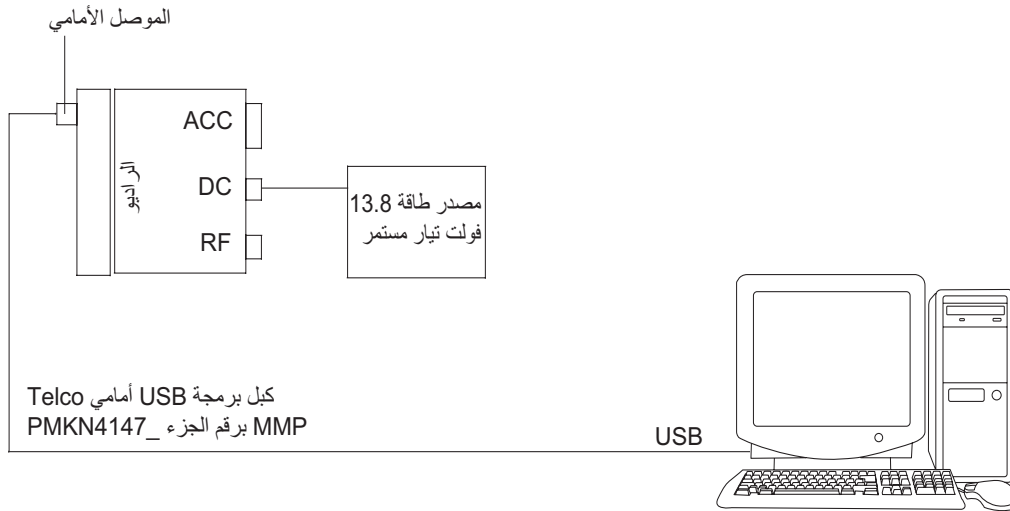 الموصل الأمامي
ACC
الراديو
DC
RF
مصدر طاقة 13.8
فولت تيار مستمر
كبل برمجة USB أمامي Telco
MMP برقم الجزء PMKN4147_
USB